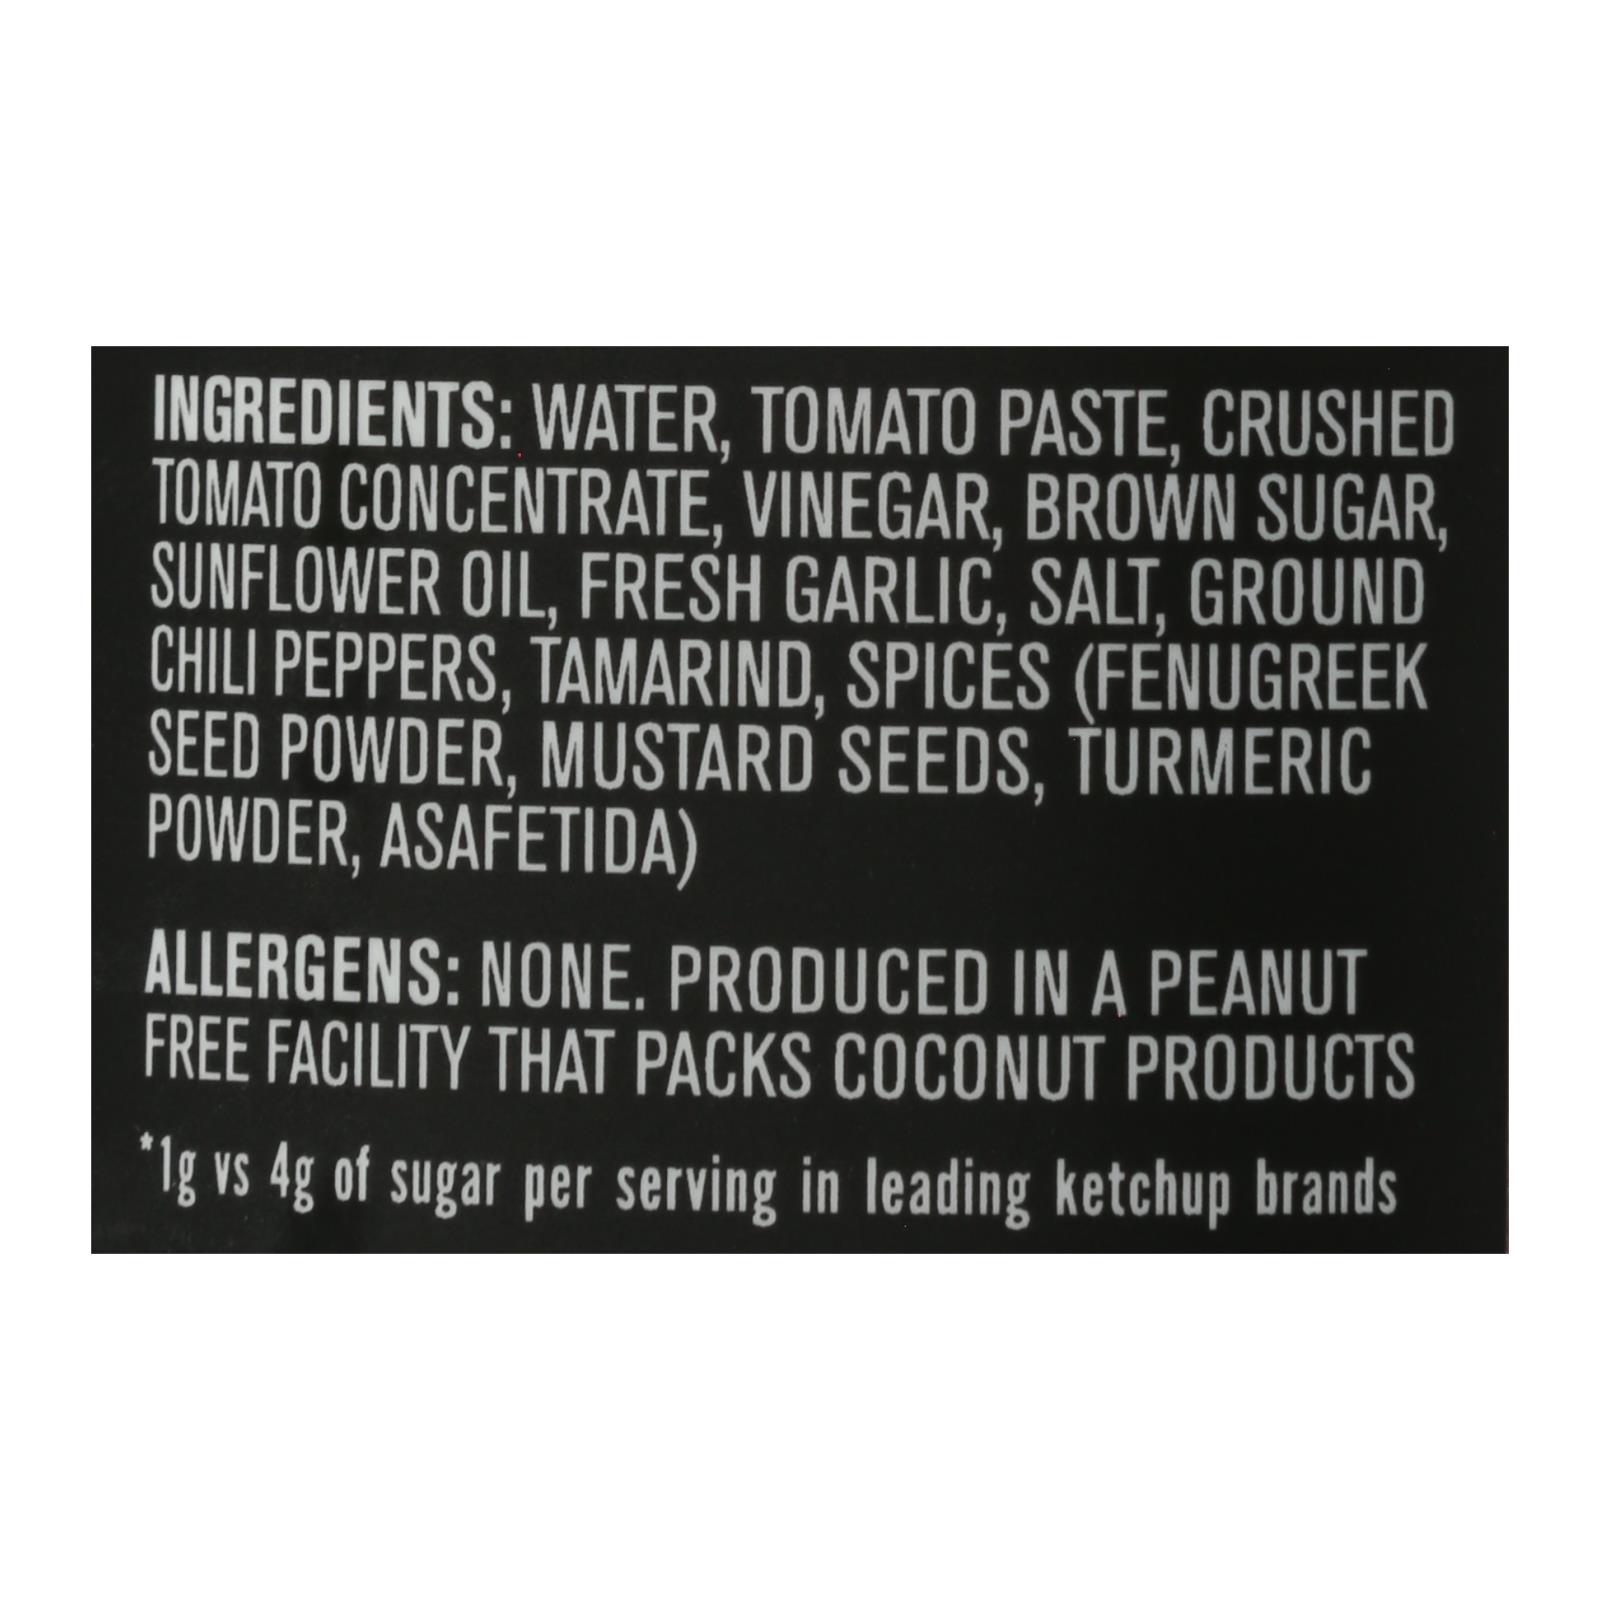 INGREDIENTS: WATER, TOMATO PASTE, CRUSHED
TOMATO CONCENTRATE, VINEGAR, BROWN SUGAR,
SUNFLOWER OIL, FRESH GARLIC, SALT, GROUND
CHILI PEPPERS, TAMARIND, SPICES (FENUGREEK
SEED POWDER, MUSTARD SEEDS, TURMERIC
POWDER, ASAFETIDA)
ALLERGENS: NONE. PRODUCED IN A PEANUT
FREE FACILITY THAT PACKS COCONUT PRODUCTS
*1g vs 4g of sugar per serving in leading ketchup brands